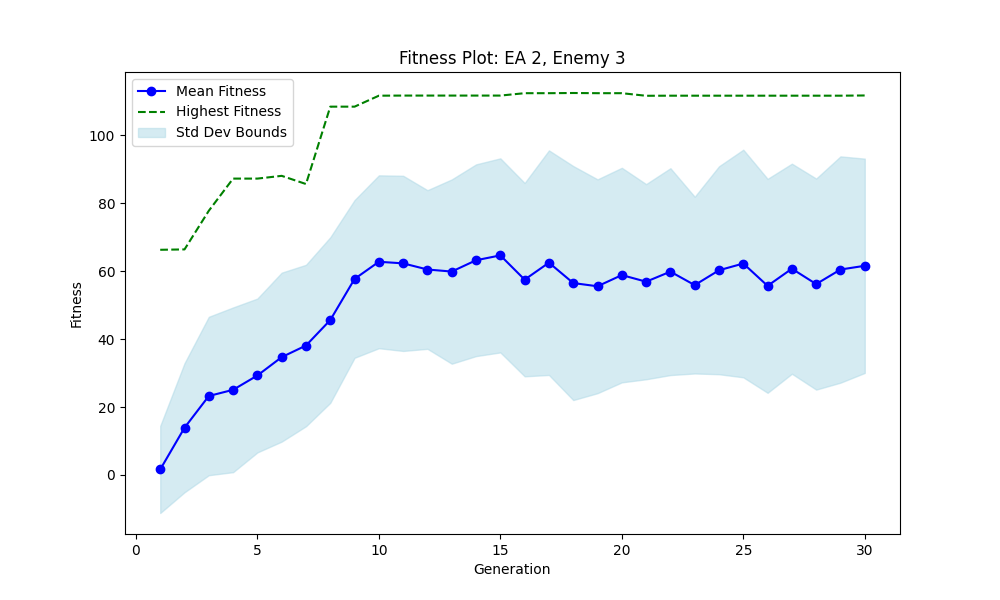 Fitness Plot: EA 2, Enemy 3
Mean Fitness
Highest Fitness
Std Dev Bounds
100
80
60
40
20
0
Fitness
0 5 10 15 20 25 30
Generation